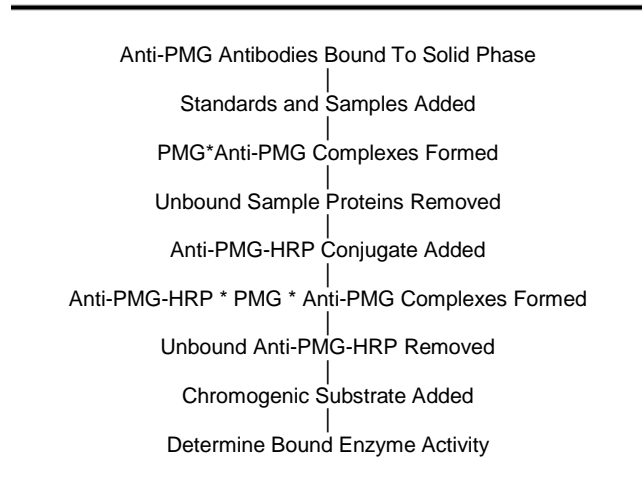 Anti-PMG Antibodies Bound To Solid Phase
Standards and Samples Added
PMG*Anti-PMG Complexes Formed
Unbound Sample Proteins Removed
Anti-PMG-HRP Conjugate Added
Anti-PMG-HRP * PMG * Anti-PMG Complexes Formed
Unbound Anti-PMG-HRP Removed
Chromogenic Substrate Added
Determine Bound Enzyme Activity